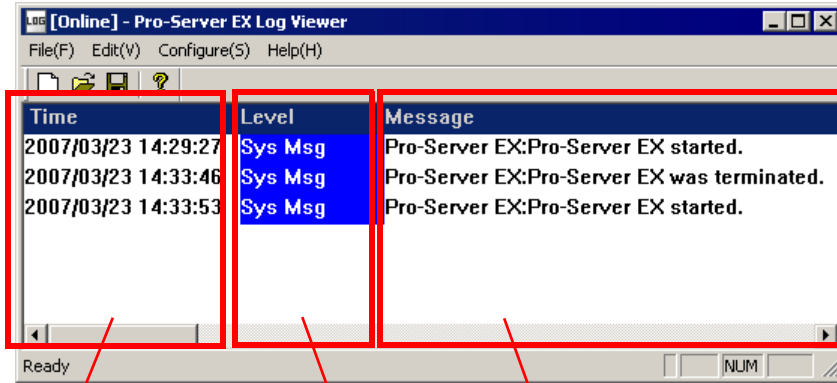 LOG [Online] - Pro-Server EX Log Viewer
File(F) Edit(V) Configure(S) Help(H)
Time Level Message
2007/03/23 14:29:27 Sys Msg Pro-Server EX:Pro-Server EX started.
2007/03/23 14:33:46 Sys Msg Pro-Server EX:Pro-Server EX was terminated.
2007/03/23 14:33:53 Sys Msg Pro-Server EX:Pro-Server EX started.
Ready NUM